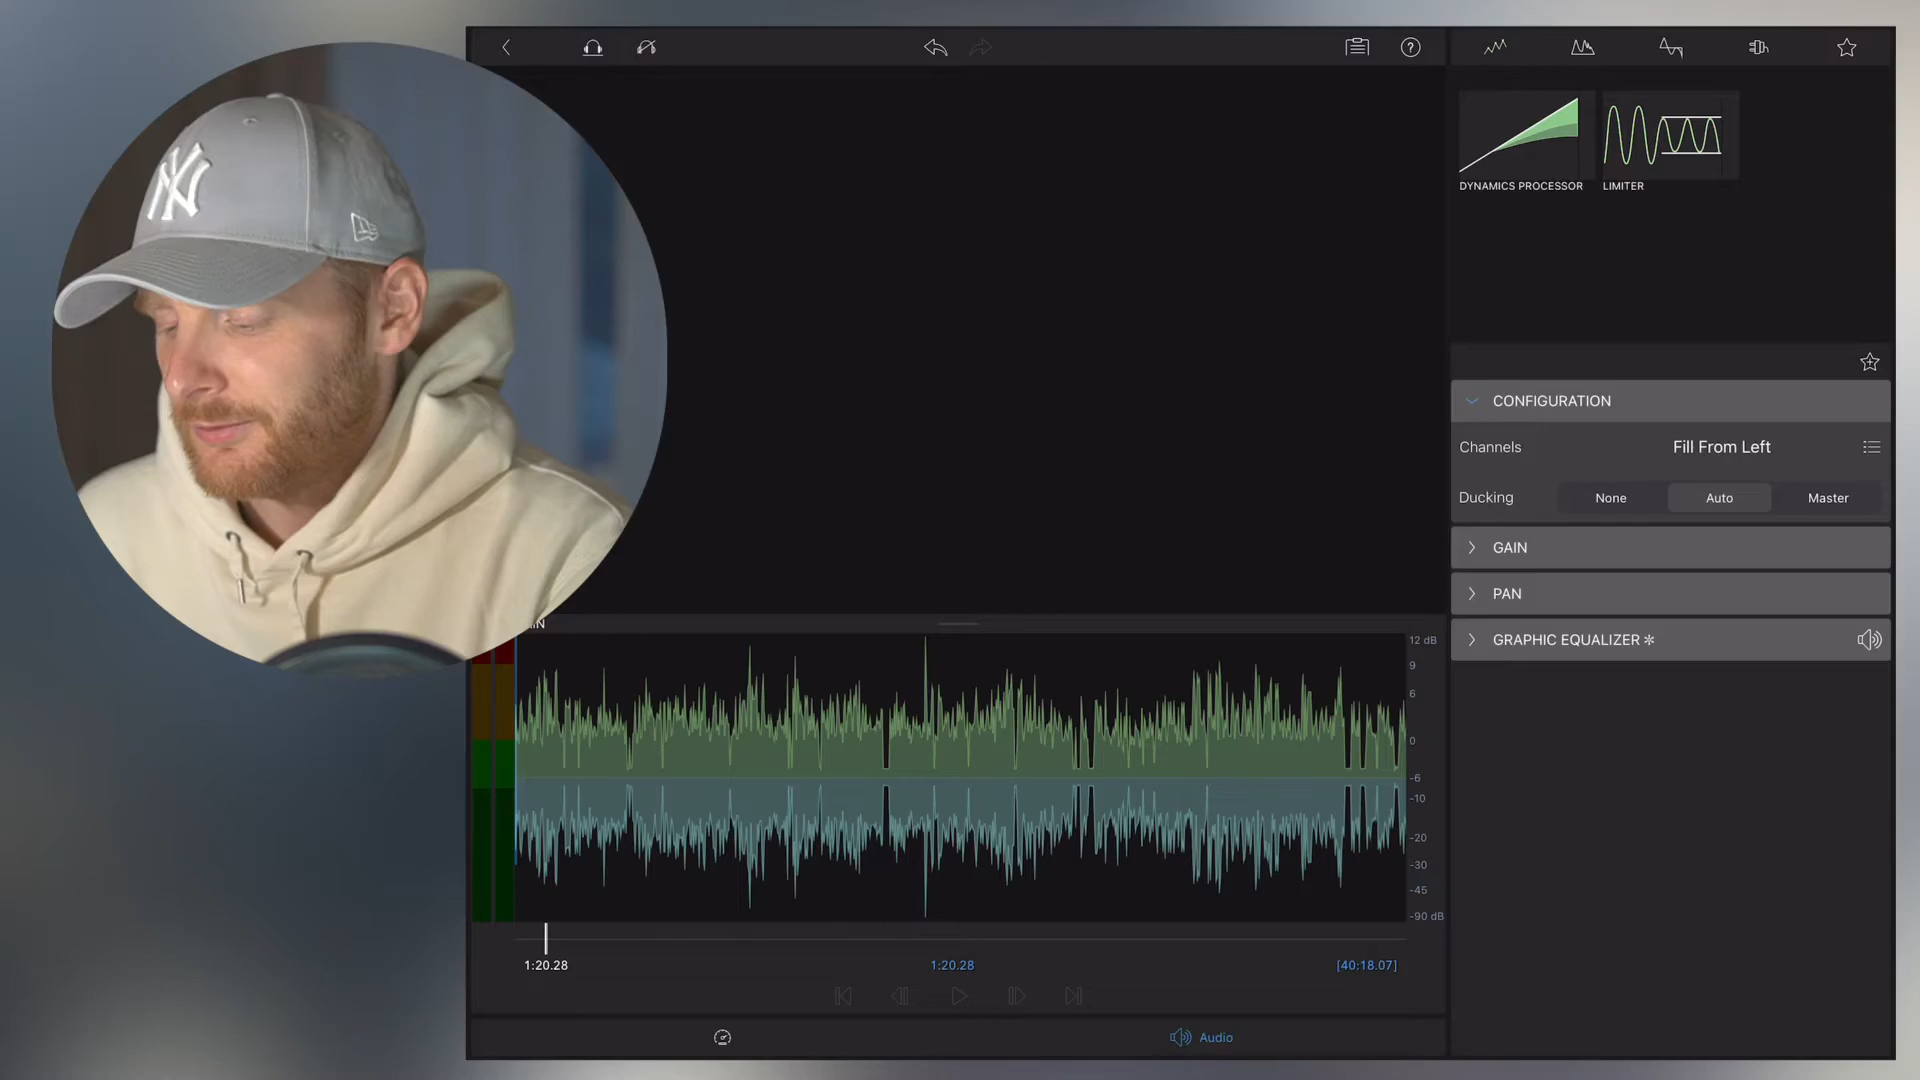 NY
DYNAMICS PROCESSOR
LIMITER
CONFIGURATION
Channels
Fill From Left
Ducking
None
Auto
Master
GAIN
PAN
GRAPHIC EQUALIZER *
12 dB
9
6
0
-6
-10
-20
-30
-45
-90 dB
1:20.28
1:20.28
[40:18.07]
Audio